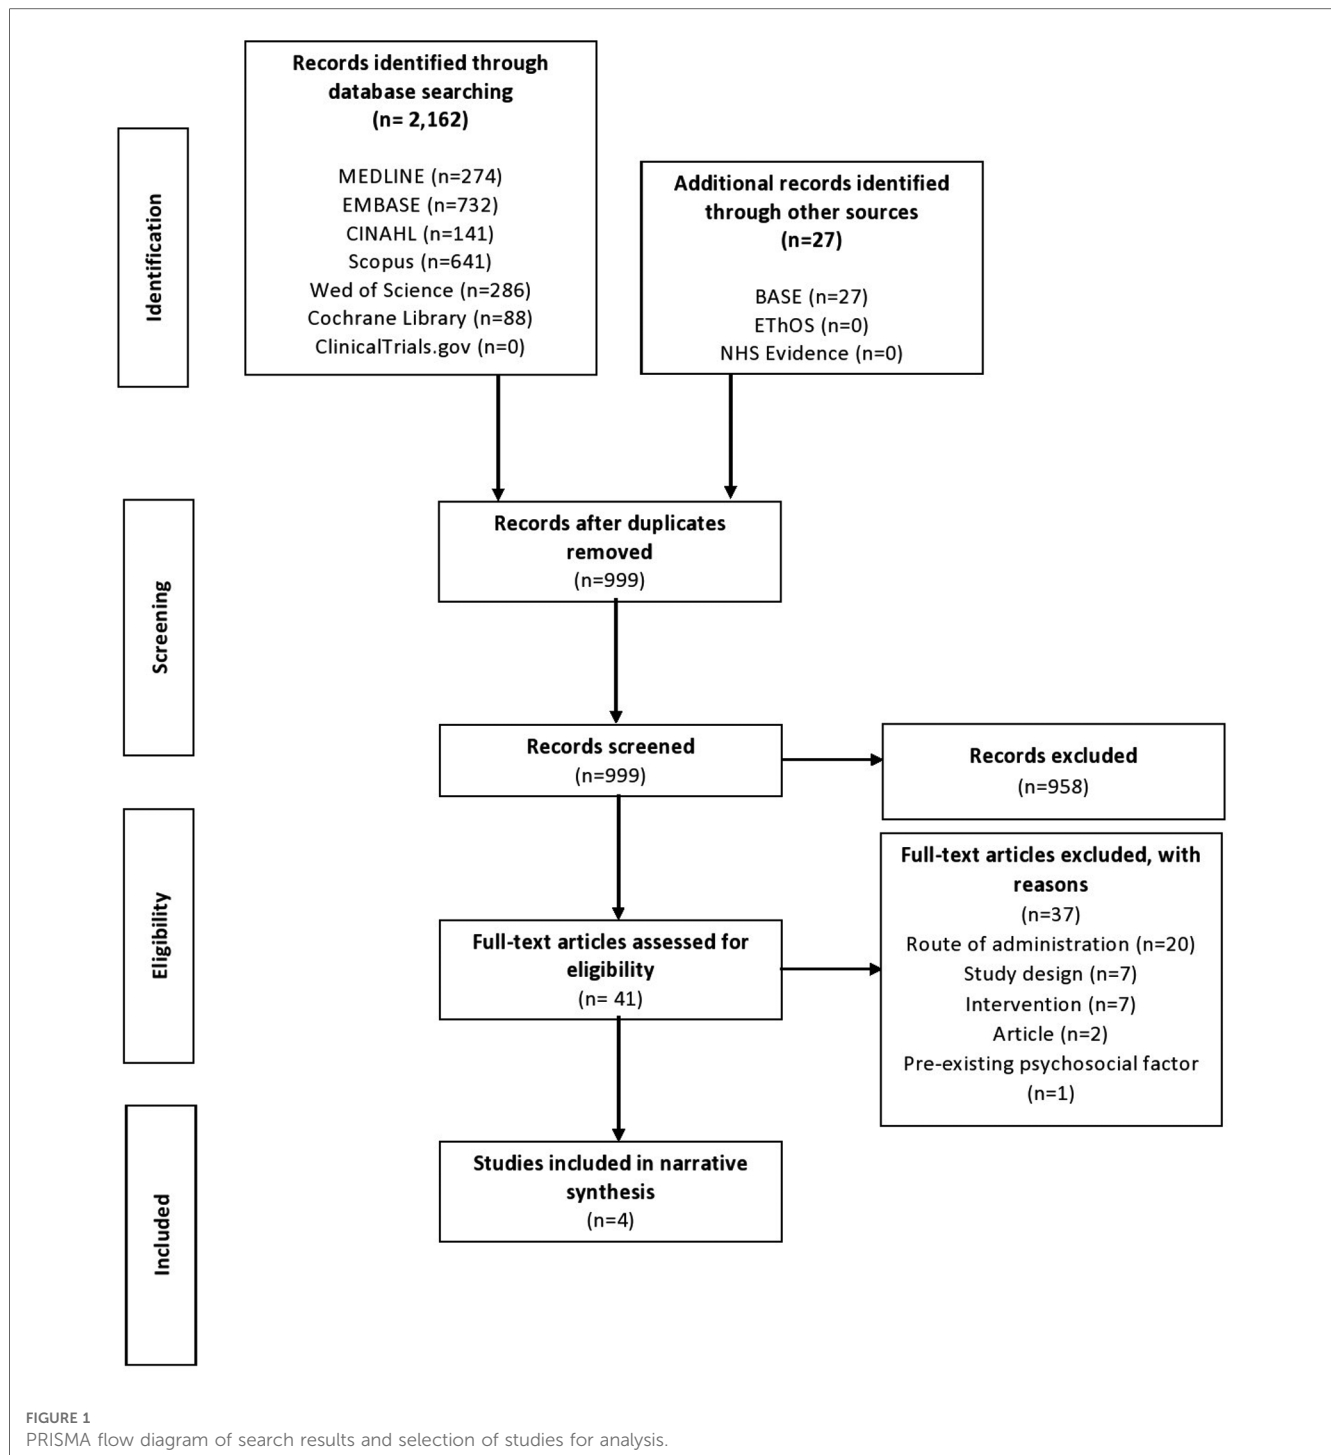 Records identified through
database searching
(n= 2,162)
MEDLINE (n=274)
EMBASE (n=732)
CINAHL (n=141)
Scopus (n=641)
Wed of Science (n=286)
Cochrane Library (n=88)
ClinicalTrials.gov (n=0)
Additional records identified
through other sources
(n=27)
BASE (n=27)
EThOS (n=0)
NHS Evidence (n=0)
Identification
Records after duplicates
removed
(n=999)
Screening
Records screened
(n=999)
Records excluded
(n=958)
Eligibility
Full-text articles assessed for
eligibility
(n= 41)
Full-text articles excluded, with
reasons
(n=37)
Route of administration (n=20)
Study design (n=7)
Intervention (n=7)
Article (n=2)
Pre-existing psychosocial factor
(n=1)
Included
Studies included in narrative
synthesis
(n=4)
FIGURE 1
PRISMA flow diagram of search results and selection of studies for analysis.